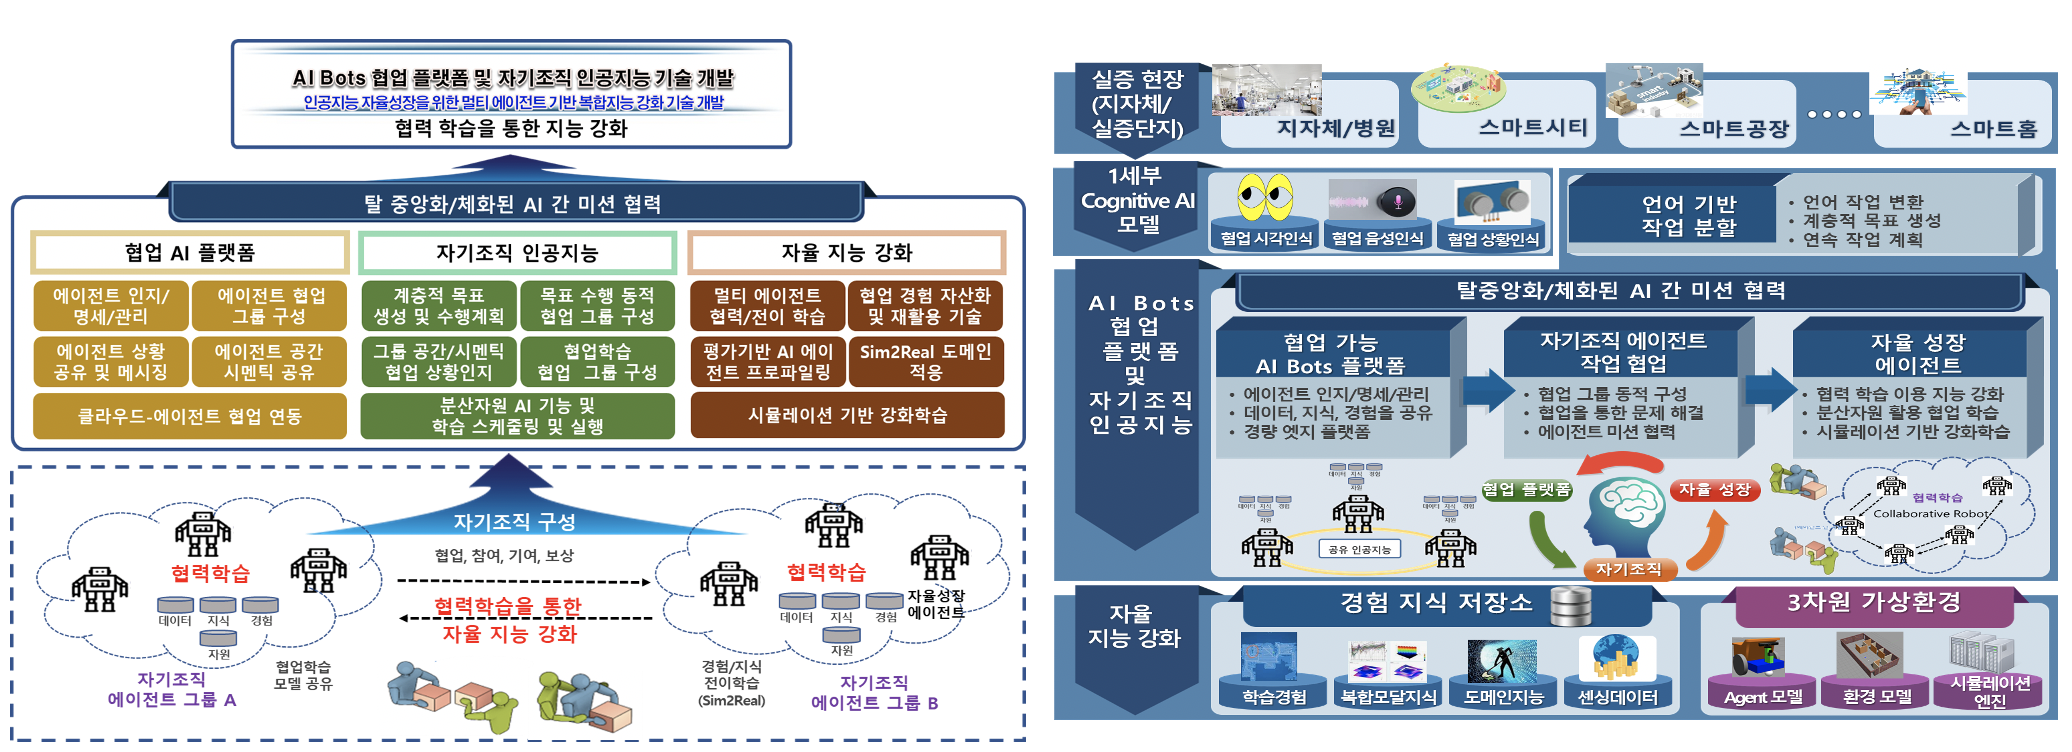 AI Bots 협업 플랫폼 및 자기조직 인공지능 기술 개발
인공지능 자율성장을 위한 멀티 에이전트 기반 복합지능 강화 기술 개발
협력 학습을 통한 지능 강화
탈 중앙화/체화된 AI 간 미션 협력
협업 AI 플랫폼
에이전트 인지/
명세/관리
에이전트 협업
그룹 구성
에이전트 상황
공유 및 메시징
에이전트 공간
시멘틱 공유
클라우드-에이전트 협업 연동
자기조직 인공지능
계층적 목표
생성 및 수행계획
목표 수행 동적
협업 그룹 구성
그룹 공간/시멘틱
협업 상황인지
협업학습
협업 그룹 구성
분산자원 AI 기능 및
학습 스케줄링 및 실행
자율 지능 강화
멀티 에이전트
협력/전이 학습
협업 경험 자산화
및 재활용 기술
평가기반 AI 에이
전트 프로파일링
Sim2Real 도메인
적응
시뮬레이션 기반 강화학습
자기조직 구성
협업, 참여, 기여, 보상
협력학습을 통한
자율 지능 강화
협력학습
데이터
지식
경험
자원
자기조직
에이전트 그룹 A
협업학습
모델 공유
협력학습
데이터
지식
경험
자원
자율성장
에이전트
경험/지식
전이학습
(Sim2Real)
자기조직
에이전트 그룹 B
실증 현장
(지자체/
실증단지)
지자체/병원
스마트시티
smart
industry
스마트공장
스마트홈
1세부
Cognitive AI
모델
협업 시각인식
협업 음성인식
협업 상황인식
언어 기반
작업 분할
• 언어 작업 변환
• 계층적 목표 생성
• 연속 작업 계획
AI Bots
협업
플랫폼
및
자기조직
인공지능
탈중앙화/체화된 AI 간 미션 협력
협업 가능
AI Bots 플랫폼
• 에이전트 인지/명세/관리
• 데이터, 지식, 경험을 공유
• 경량 엣지 플랫폼
자기조직 에이전트
작업 협업
• 협업 그룹 동적 구성
• 협업을 통한 문제 해결
• 에이전트 미션 협력
자율 성장
에이전트
• 협력 학습 이용 지능 강화
• 분산자원 활용 협업 학습
• 시뮬레이션 기반 강화학습
데이터 지식 경험
자원
데이터 지식 경험
자원
데이터 지식 경험
자원
공유 인공지능
협업 플랫폼
자율 성장
자기조직
협력학습
Collaborative Robot
자율
지능 강화
경험 지식 저장소
학습경험
복합모달지식
도메인지능
센싱데이터
3차원 가상환경
Agent 모델
환경 모델
시뮬레이션
엔진